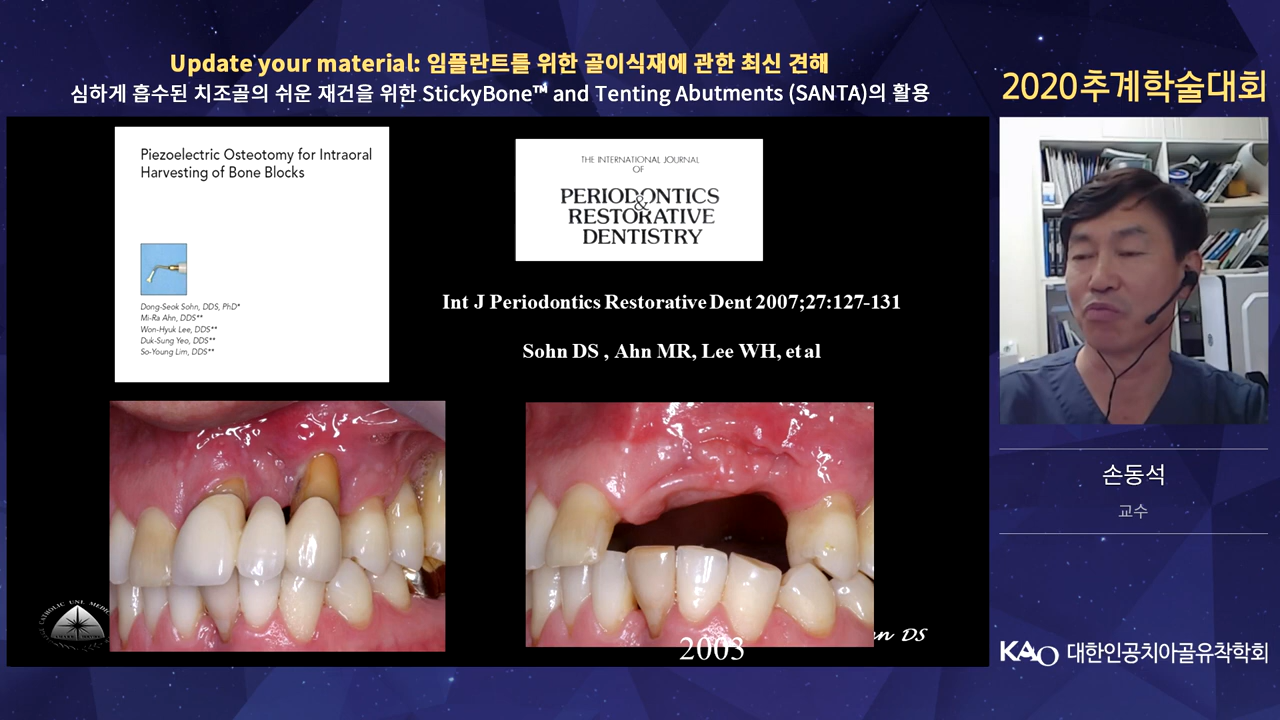 Update your material: 임플란트를 위한 골이식재에 관한 최신 견해
심하게 흡수된 치조골의 쉬운 재건을 위한 StickyBone™ and Tenting Abutments (SANTA)의 활용
2020추계학술대회
Piezoelectric Osteotomy for Intraoral
Harvesting of Bone Blocks
Dong-Seok Sohn, DDS, PhD*
Mi-Ra Ahn, DDS**
Won-Hyuk Lee, DDS**
Duk-Sung Yeo, DDS**
So-Young Lim, DDS**
THE INTERNATIONAL JOURNAL
OF
PERIODONTICS
&
RESTORATIVE
DENTISTRY
Int J Periodontics Restorative Dent 2007;27:127-131
Sohn DS , Ahn MR, Lee WH, et al
손동석
교수
CATHOLIC UNI. MEDIC
DS
2003
KAO 대한인공치아골유착학회